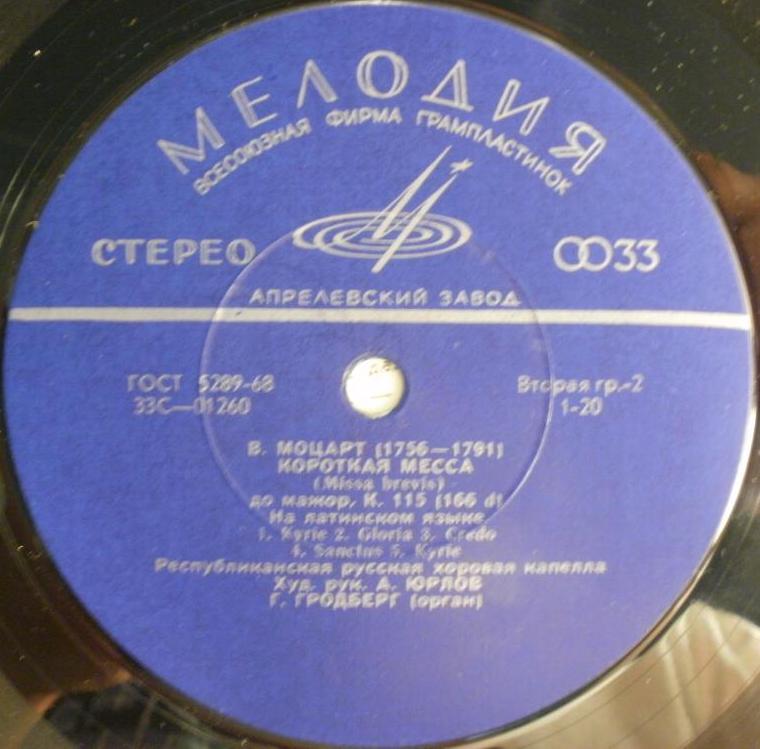 МЕЛОДИЯ
ВСЕСОЮЗНАЯ ФИРМА ГРАМПЛАСТИНОК
СТЕРЕО
33
АПРЕЛЕВСКИЙ ЗАВОД
ГОСТ 5289-68
Вторая гр.-2
33С—01260
1-20
В. МОЦАРТ (1756—1791)
КОРОТКАЯ МЕССА
(Missa brevis)
до мажор, К. 115 (166 d)
На латинском языке
1. Kyrie 2. Gloria 3. Credo
4. Sanctus 5. Kyrie
Республиканская русская хоровая капелла
Худ. рук. А. ЮРЛОВ
Г. ГРОДБЕРГ (орган)